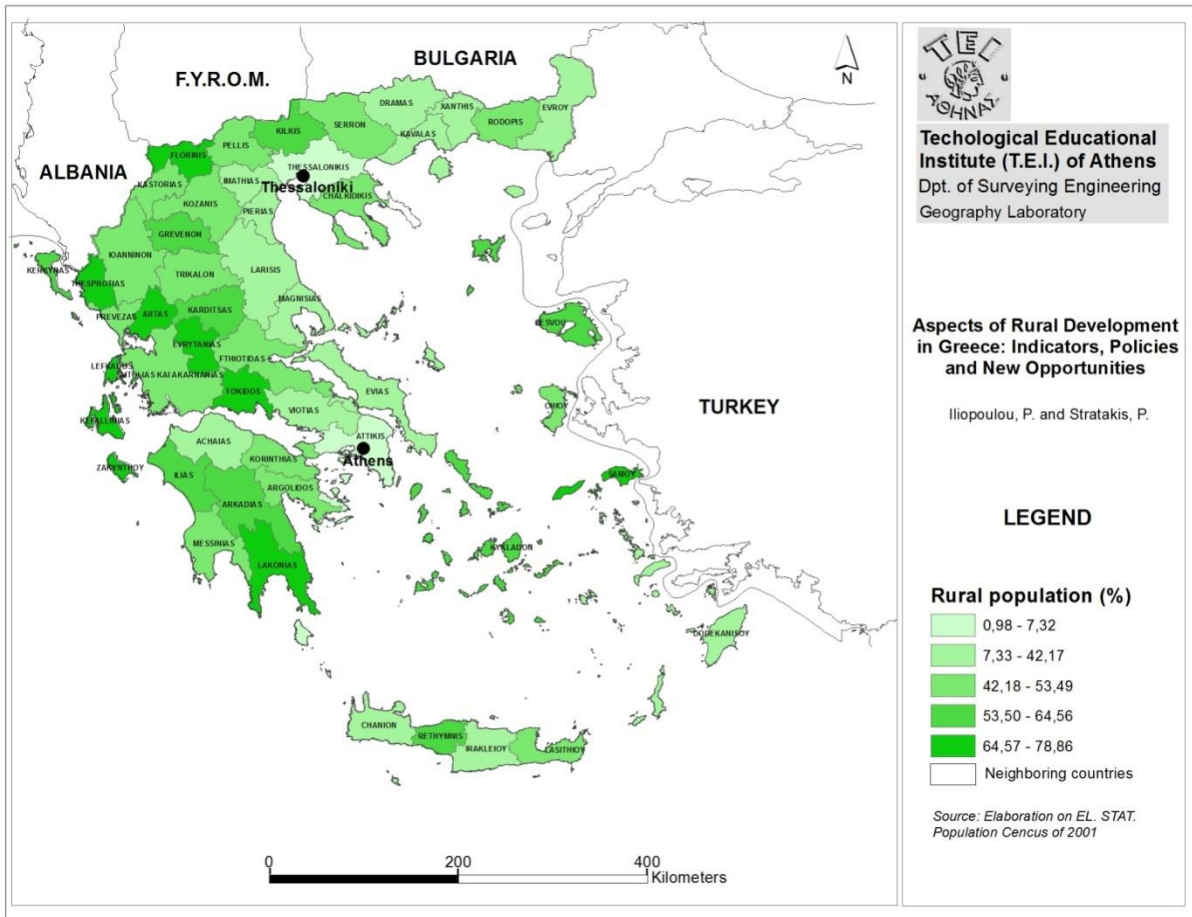 BULGARIA
F.Y.R.O.M.
N
DRAMAS
XANTHIS
EVROY
RODOPIS
SERRON
KAVALAS
KILKIS
PELLIS
FLORINIS
ALBANIA
THESSALONIKIS
IMATHIAS
Thessaloniki
KASTORIAS
CHALKIDIKIS
KOZANIS
PIERIAS
GREVENON
IOANNINON
KERKYRAS
LARISIS
TRIKALON
THESPROTIAS
MAGNISIAS
KARDITSAS
ARTAS
PREVEZAS
LESVOU
EVRYTANIAS
FTHIOTIDAS
LEFKADOS
AITOLIAS KAI AKARNANIAS
EVIAS
FOKIDOS
CHIOY
TURKEY
VIOTIAS
KEFALLINIAS
ATTIKIS
ACHAIAS
Athens
KORINTHIAS
ZAKYNTHOY
ILIAS
SAMOY
ARGOLIDOS
ARKADIAS
MESSINIAS
KYKLADON
LAKONIAS
DODEKANISOY
CHANION
RETHYMNIS
IRAKLEIOY
LASITHIOY
0 200 400
Kilometers
TEI
ΑΘΗΝΑΣ
Techological Educational
Institute (T.E.I.) of Athens
Dpt. of Surveying Engineering
Geography Laboratory
Aspects of Rural Development
in Greece: Indicators, Policies
and New Opportunities
Iliopoulou, P. and Stratakis, P.
LEGEND
Rural population (%)
0,98 - 7,32
7,33 - 42,17
42,18 - 53,49
53,50 - 64,56
64,57 - 78,86
Neighboring countries
Source: Elaboration on EL. STAT.
Population Cencus of 2001